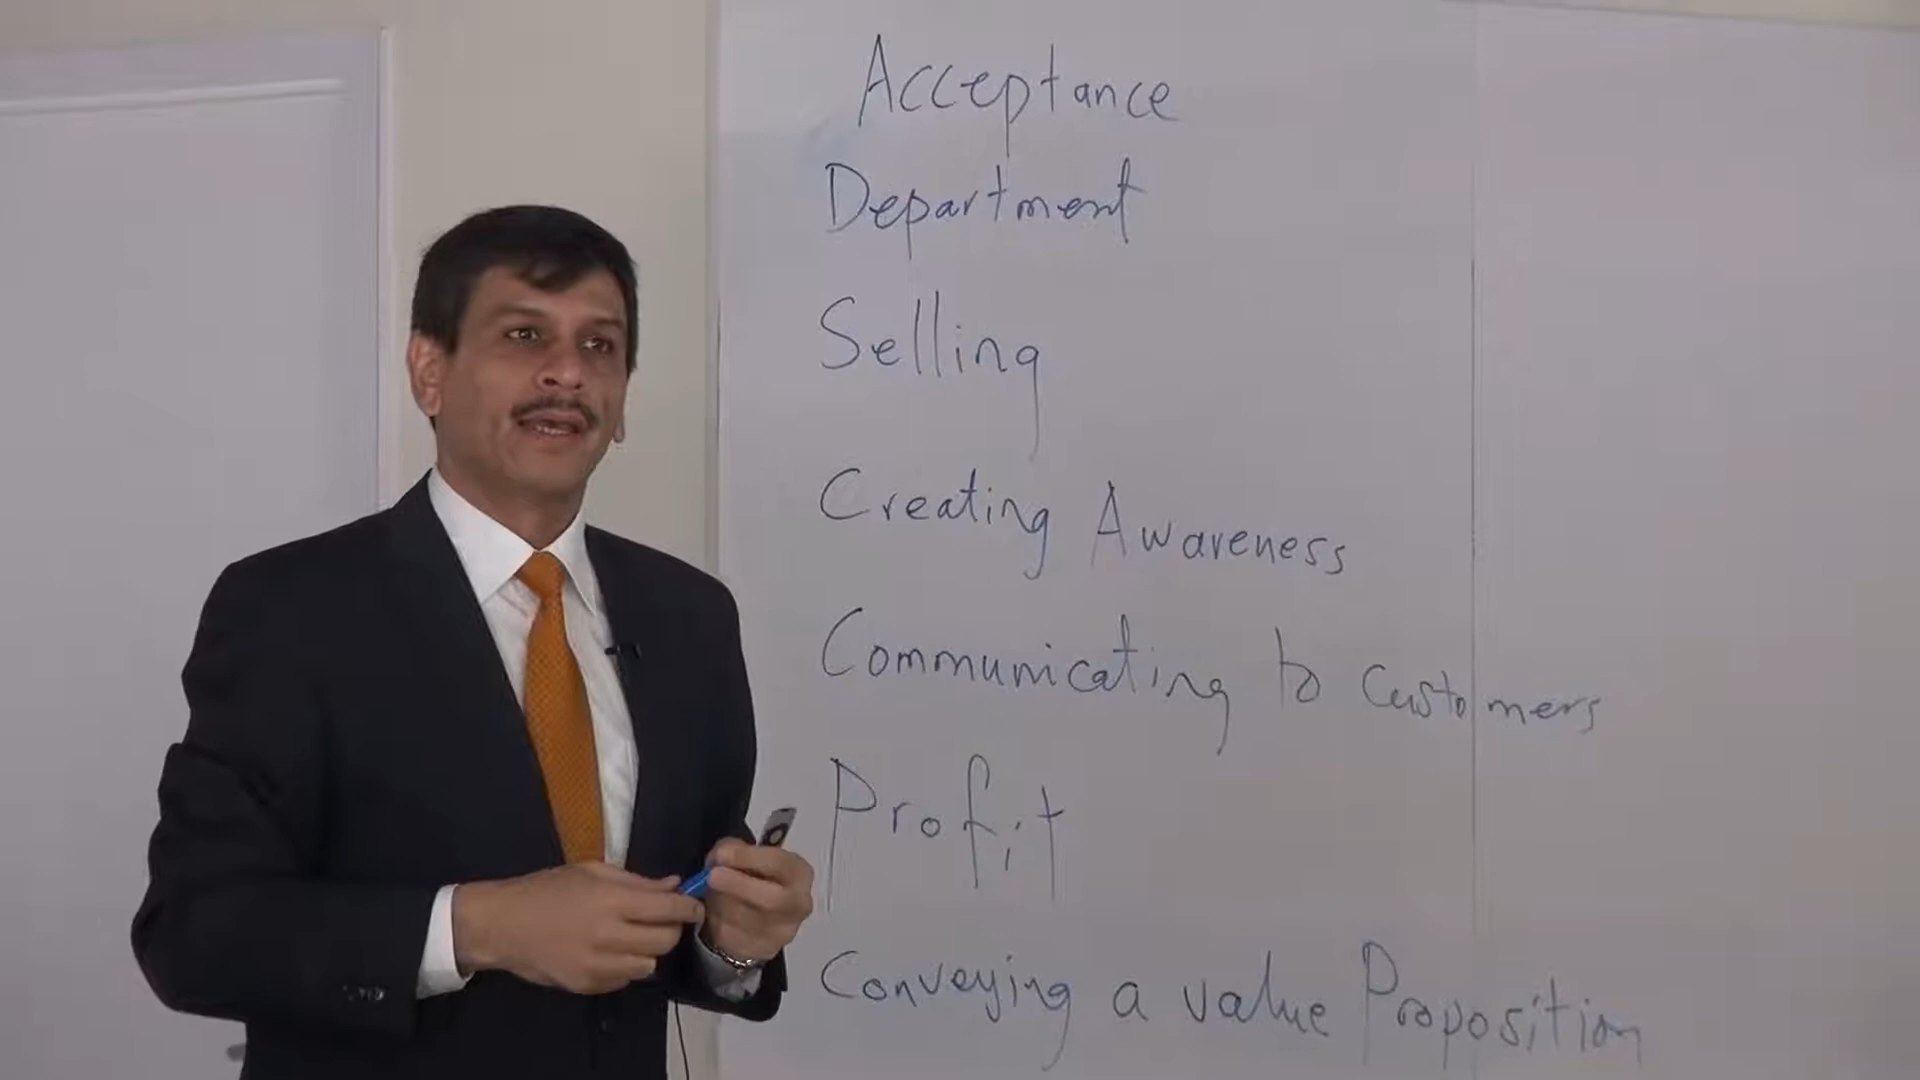 Acceptance
Department
Selling
Creating Awareness
Communicating to Customers
Profit
Conveying a value Proposition